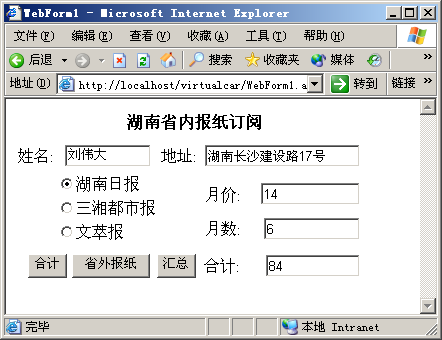 WebForm1 - Microsoft Internet Explorer
文件(F) 编辑(E) 查看(V) 收藏(A) 工具(T) 帮助(H)
后退 搜索 收藏夹 媒体
地址(D) http://localhost/virtualcar/WebForm1.a 转到 链接 »
湖南省内报纸订阅
姓名: 刘伟大 地址: 湖南长沙建设路17号
湖南日报
三湘都市报
文萃报
月价: 14
月数: 6
合计 省外报纸 汇总 合计: 84
完毕 本地 Intranet